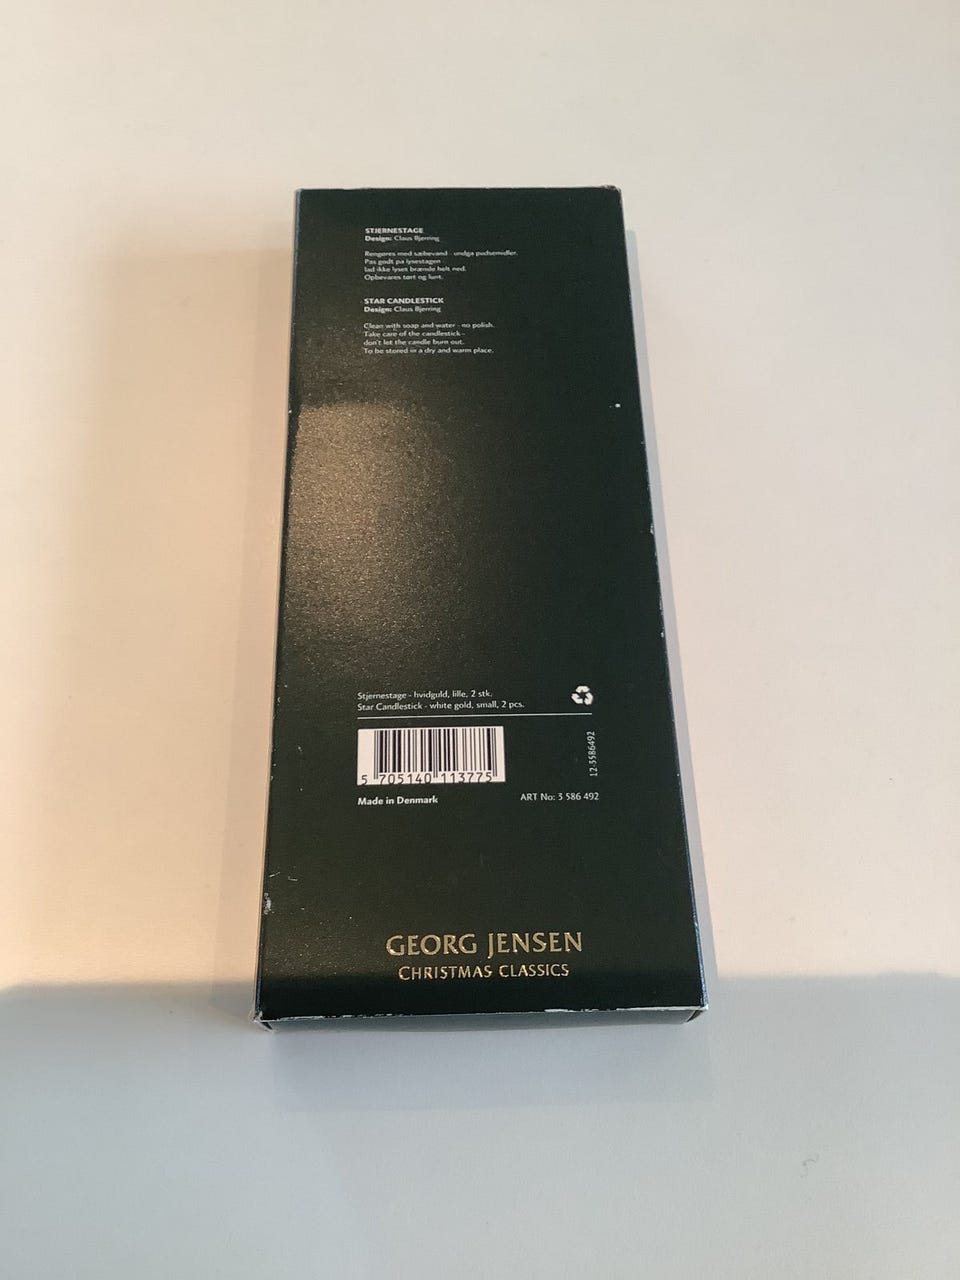 STJERNESTAGE
Design: Claus Bjerring
Rengøres med sæbevand - undgå pudsemidler.
Pas godt på lysestagen
lad ikke lyset brænde helt ned.
Opbevares tørt og lunt.
STAR CANDLESTICK
Design: Claus Bjerring
Clean with soap and water - no polish.
Take care of the candlestick -
don't let the candle burn out.
To be stored in a dry and warm place.
Stjernestage - hvidguld, lille, 2 stk.
Star Candlestick - white gold, small, 2 pcs.
5 705140 113775
12-3586492
Made in Denmark
ART No: 3 586 492
GEORG JENSEN
CHRISTMAS CLASSICS